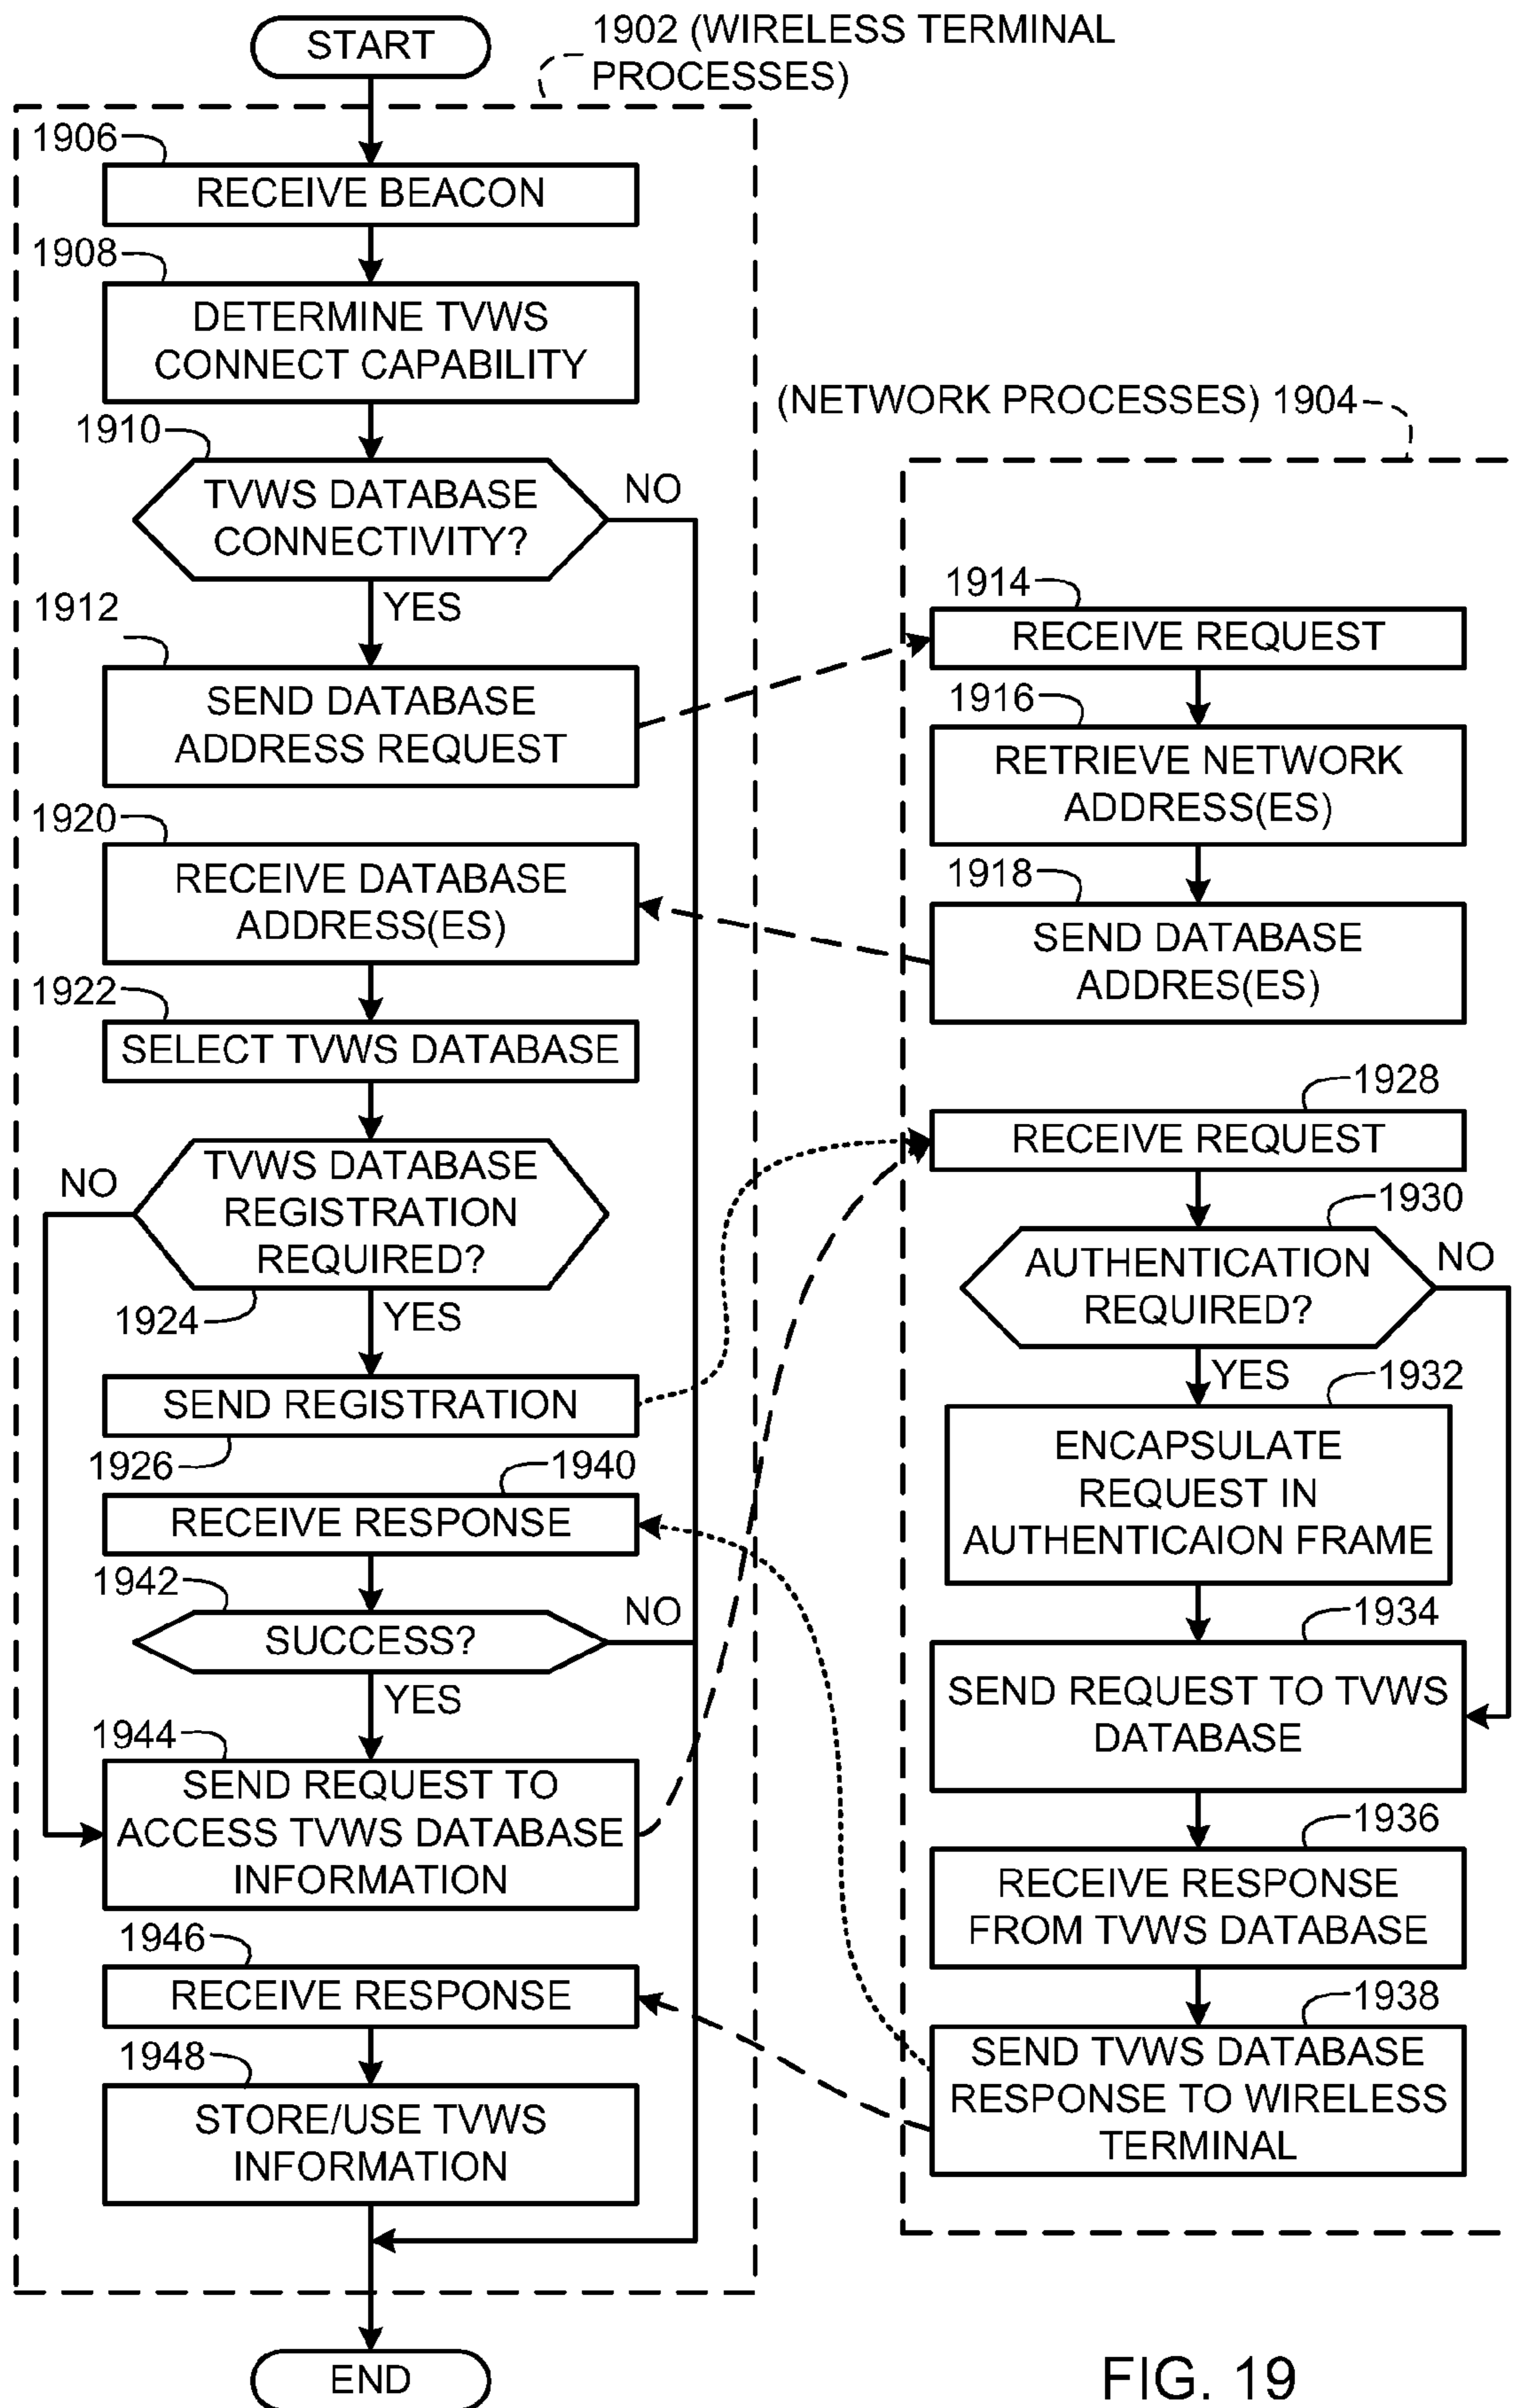 START
1902 (WIRELESS TERMINAL
PROCESSES)
1906
RECEIVE BEACON
1908
DETERMINE TVWS
CONNECT CAPABILITY
1910
TVWS DATABASE
CONNECTIVITY?
NO
YES
1912
SEND DATABASE
ADDRESS REQUEST
1920
RECEIVE DATABASE
ADDRESS(ES)
1922
SELECT TVWS DATABASE
TVWS DATABASE
REGISTRATION
REQUIRED?
NO
1924
YES
SEND REGISTRATION
1926
1940
RECEIVE RESPONSE
1942
SUCCESS?
NO
YES
1944
SEND REQUEST TO
ACCESS TVWS DATABASE
INFORMATION
1946
RECEIVE RESPONSE
1948
STORE/USE TVWS
INFORMATION
END
(NETWORK PROCESSES) 1904
1914
RECEIVE REQUEST
1916
RETRIEVE NETWORK
ADDRESS(ES)
1918
SEND DATABASE
ADDRES(ES)
1928
RECEIVE REQUEST
1930
AUTHENTICATION
REQUIRED?
NO
YES
1932
ENCAPSULATE
REQUEST IN
AUTHENTICAION FRAME
1934
SEND REQUEST TO TVWS
DATABASE
1936
RECEIVE RESPONSE
FROM TVWS DATABASE
1938
SEND TVWS DATABASE
RESPONSE TO WIRELESS
TERMINAL
FIG. 19